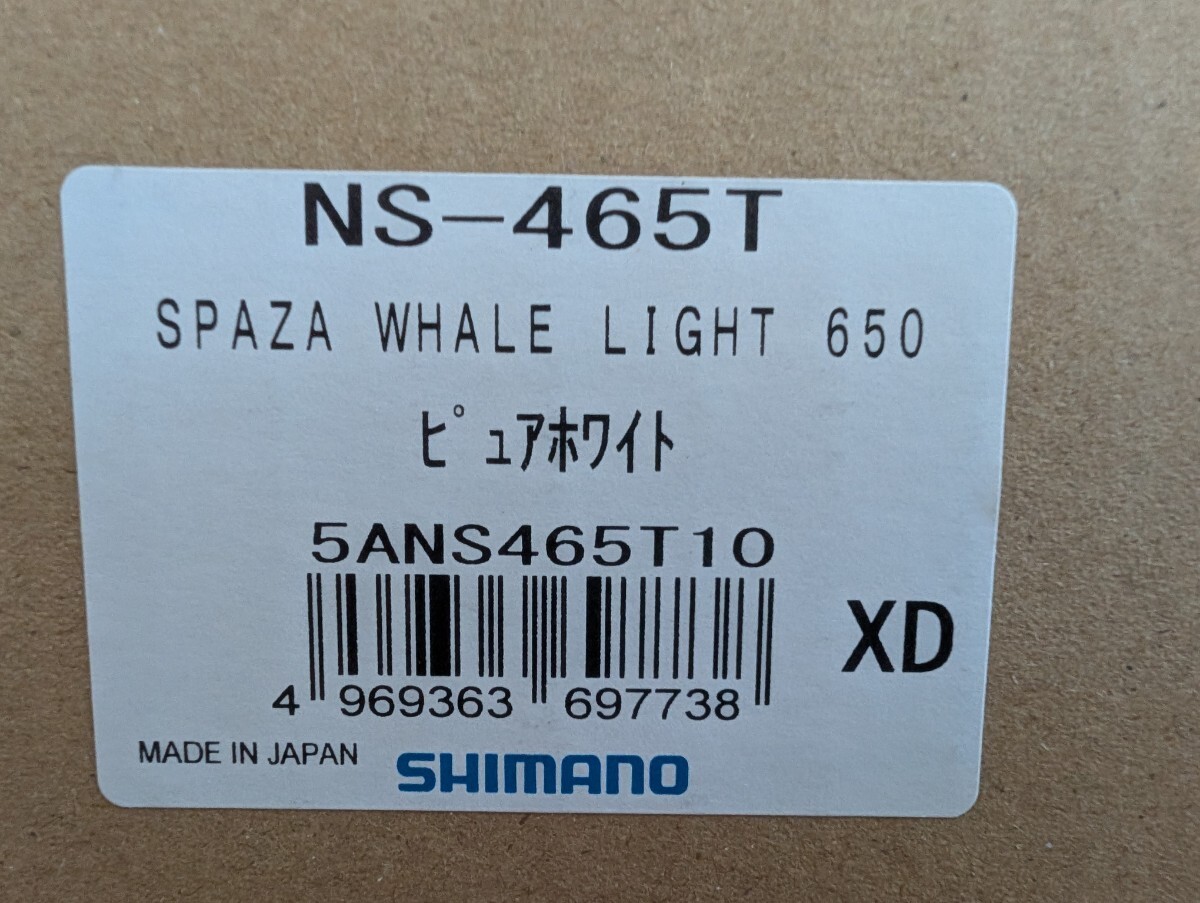 NS-465T
SPAZA WHALE LIGHT 650
ピュアホワイト
5ANS465T10
XD
4 969363 697738
MADE IN JAPAN
SHIMANO